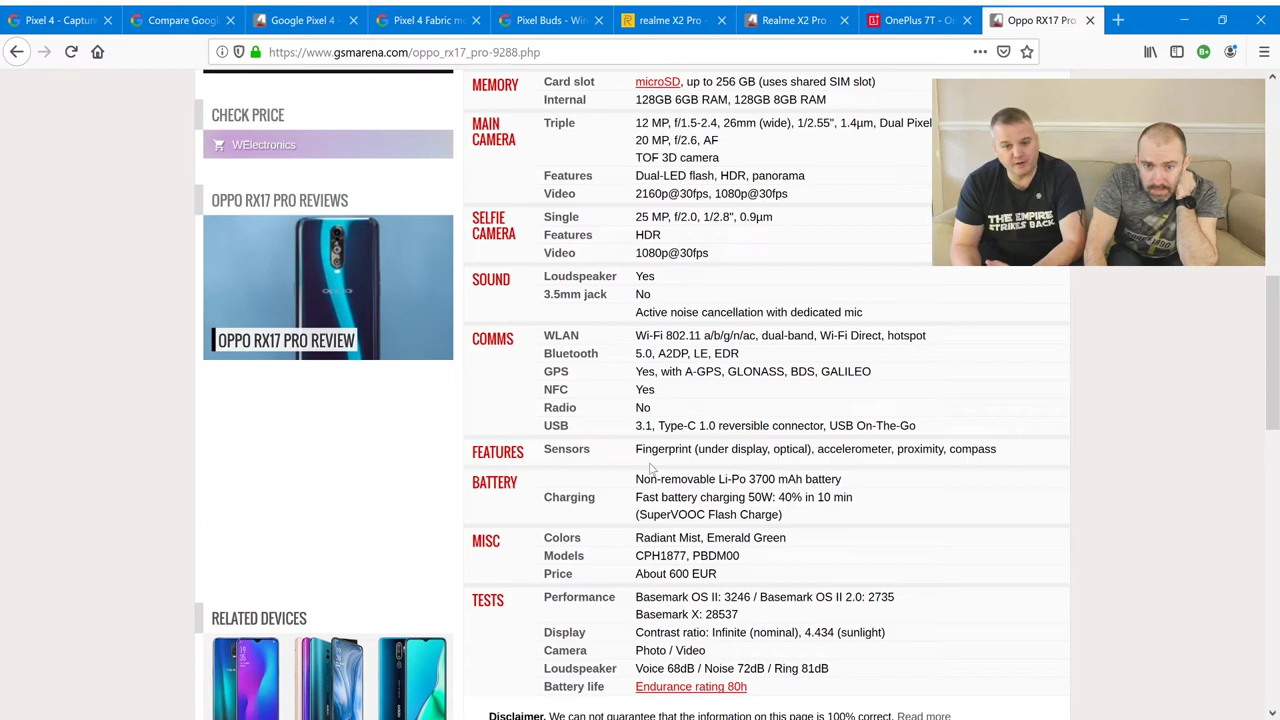 Pixel 4 - Captur
Compare Googl
Google Pixel 4 -
Pixel 4 Fabric m
Pixel Buds - Wir
realme X2 Pro -
Realme X2 Pro -
OnePlus 7T - On
Oppo RX17 Pro
https://www.gsmarena.com/oppo_rx17_pro-9288.php
CHECK PRICE
WElectronics
OPPO RX17 PRO REVIEWS
OPPO RX17 PRO REVIEW
RELATED DEVICES
MEMORY Card slot microSD, up to 256 GB (uses shared SIM slot)
Internal 128GB 6GB RAM, 128GB 8GB RAM
MAIN CAMERA Triple 12 MP, f/1.5-2.4, 26mm (wide), 1/2.55", 1.4µm, Dual Pixel
20 MP, f/2.6, AF
TOF 3D camera
Features Dual-LED flash, HDR, panorama
Video 2160p@30fps, 1080p@30fps
SELFIE CAMERA Single 25 MP, f/2.0, 1/2.8", 0.9µm
Features HDR
Video 1080p@30fps
SOUND Loudspeaker Yes
3.5mm jack No
Active noise cancellation with dedicated mic
COMMS WLAN Wi-Fi 802.11 a/b/g/n/ac, dual-band, Wi-Fi Direct, hotspot
Bluetooth 5.0, A2DP, LE, EDR
GPS Yes, with A-GPS, GLONASS, BDS, GALILEO
NFC Yes
Radio No
USB 3.1, Type-C 1.0 reversible connector, USB On-The-Go
FEATURES Sensors Fingerprint (under display, optical), accelerometer, proximity, compass
BATTERY Non-removable Li-Po 3700 mAh battery
Charging Fast battery charging 50W: 40% in 10 min
(SuperVOOC Flash Charge)
MISC Colors Radiant Mist, Emerald Green
Models CPH1877, PBDM00
Price About 600 EUR
TESTS Performance Basemark OS II: 3246 / Basemark OS II 2.0: 2735
Basemark X: 28537
Display Contrast ratio: Infinite (nominal), 4.434 (sunlight)
Camera Photo / Video
Loudspeaker Voice 68dB / Noise 72dB / Ring 81dB
Battery life Endurance rating 80h
Disclaimer. We can not guarantee that the information on this page is 100% correct. Read more
THE EMPIRE
STRIKES BACK